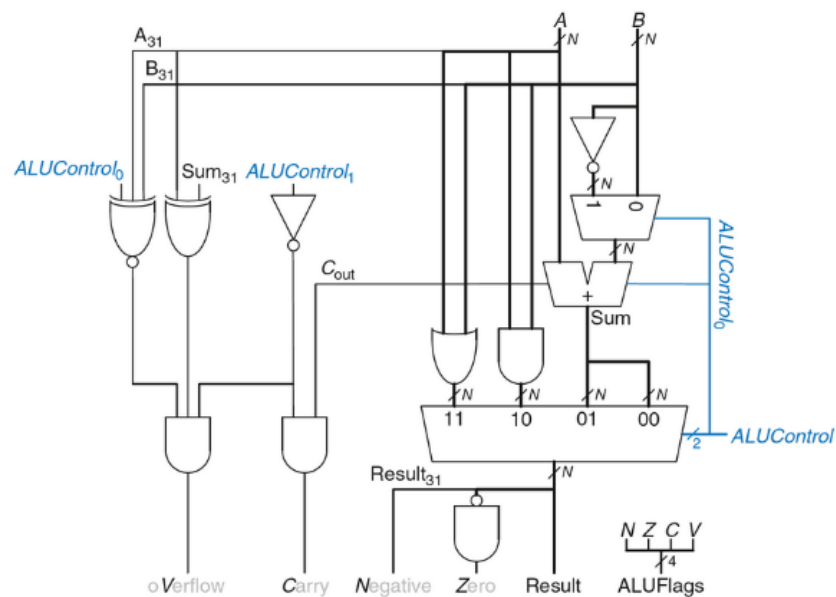 A B
A31 N N
B31
ALUControl0 Sum31 ALUControl1
N
1 0
N
ALUControl0
Cout
+
Sum
N N N N
11 10 01 00
2 ALUControl
Result31 N
N Z C V
4
oVerflow Carry Negative Zero Result ALUFlags